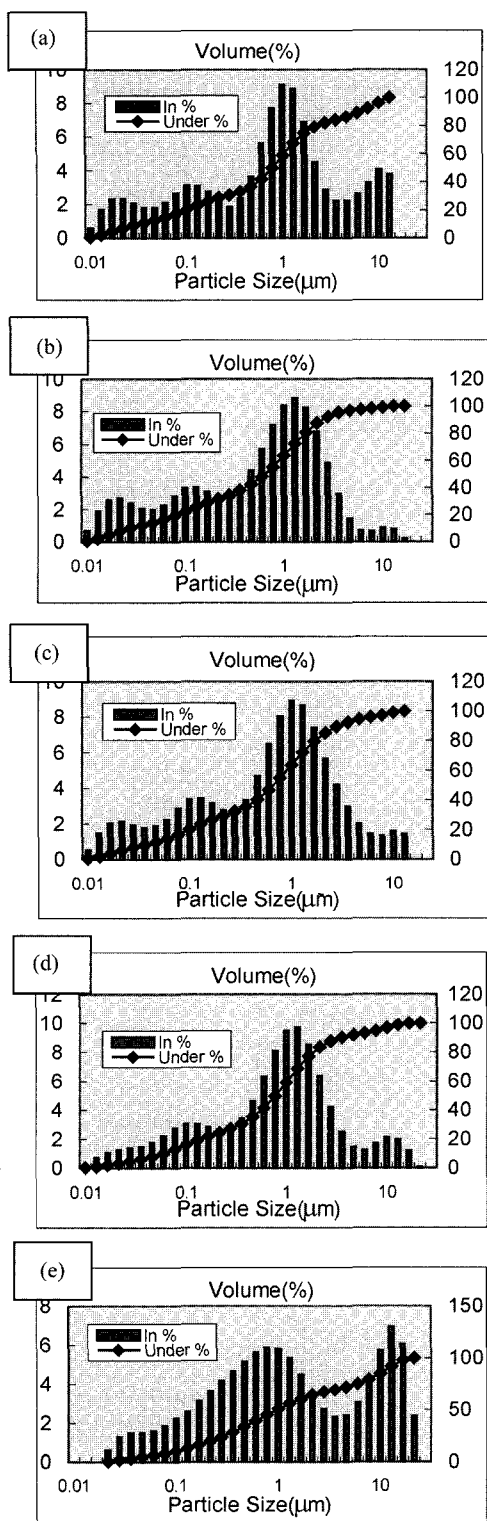 (a)
Volume(%)
10 120
8 100
6 80
4 60
2 40
0 20
0
In %
Under %
0.01 0.1 1 10
Particle Size(μm)
(b)
Volume(%)
10 120
8 100
6 80
4 60
2 40
0 20
0
In %
Under %
0.01 0.1 1 10
Particle Size(μm)
(c)
Volume(%)
10 120
8 100
6 80
4 60
2 40
0 20
0
In %
Under %
0.01 0.1 1 10
Particle Size(μm)
(d)
Volume(%)
12 120
10 100
8 80
6 60
4 40
2 20
0 0
In %
Under %
0.01 0.1 1 10
Particle Size(μm)
(e)
Volume(%)
8 150
6 100
4 50
2 0
0
In %
Under %
0.01 0.1 1 10
Particle Size(μm)